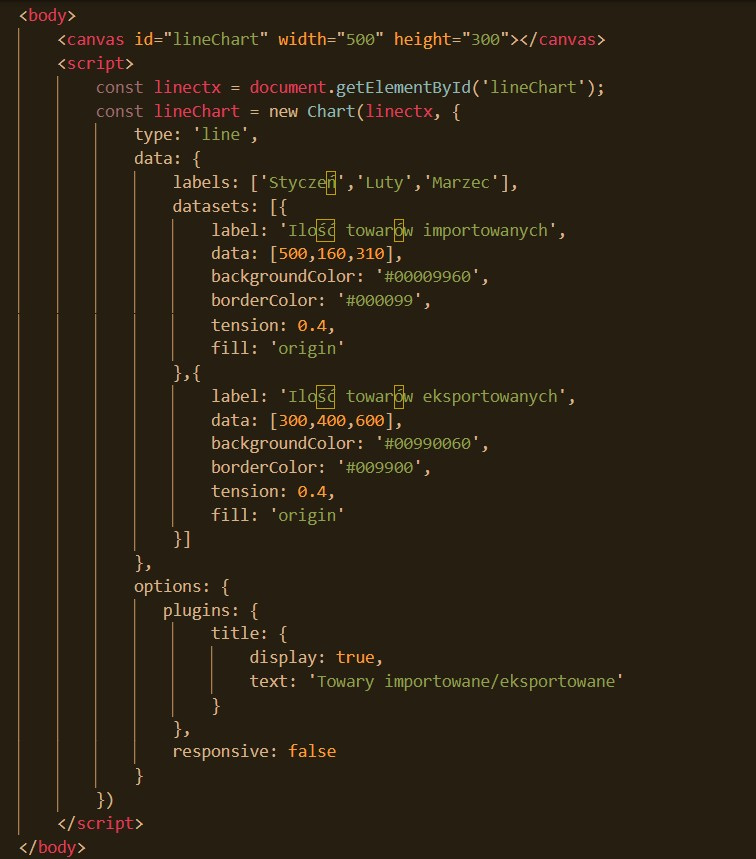 <body>
<canvas id="lineChart" width="500" height="300"></canvas>
<script>
const linectx = document.getElementById('lineChart');
const lineChart = new Chart(linectx, {
type: 'line',
data: {
labels: ['Styczeń','Luty','Marzec'],
datasets: [{
label: 'Ilość towarów importowanych',
data: [500,160,310],
backgroundColor: '#00009960',
borderColor: '#000099',
tension: 0.4,
fill: 'origin'
},{
label: 'Ilość towarów eksportowanych',
data: [300,400,600],
backgroundColor: '#00990060',
borderColor: '#009900',
tension: 0.4,
fill: 'origin'
}]
},
options: {
plugins: {
title: {
display: true,
text: 'Towary importowane/eksportowane'
}
},
responsive: false
}
})
</script>
</body>